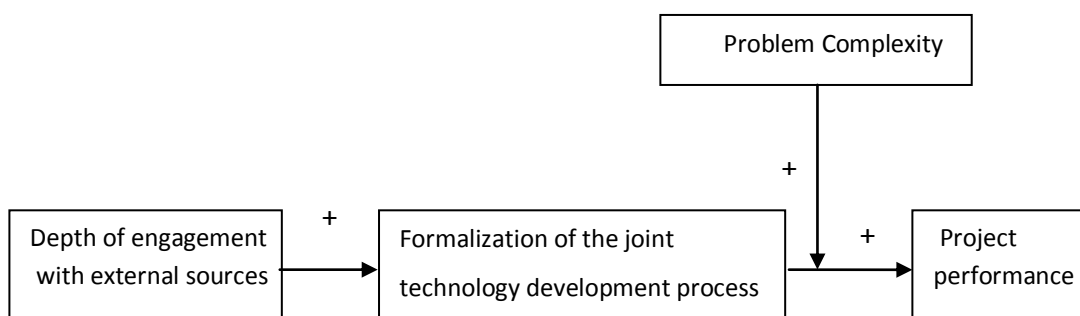 Problem Complexity
+
+
+
Depth of engagement
with external sources
Formalization of the joint
technology development process
Project
performance